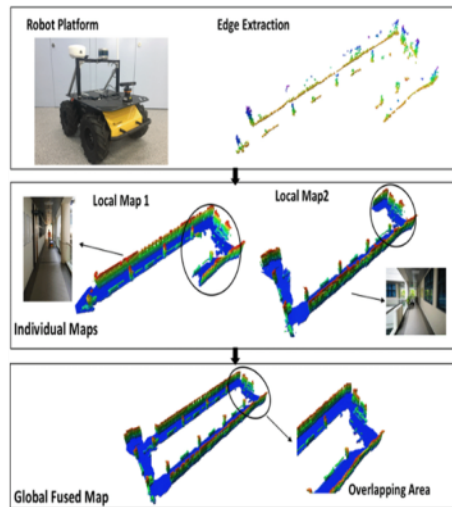 Robot Platform
Edge Extraction
Local Map 1
Local Map2
Individual Maps
Global Fused Map
Overlapping Area